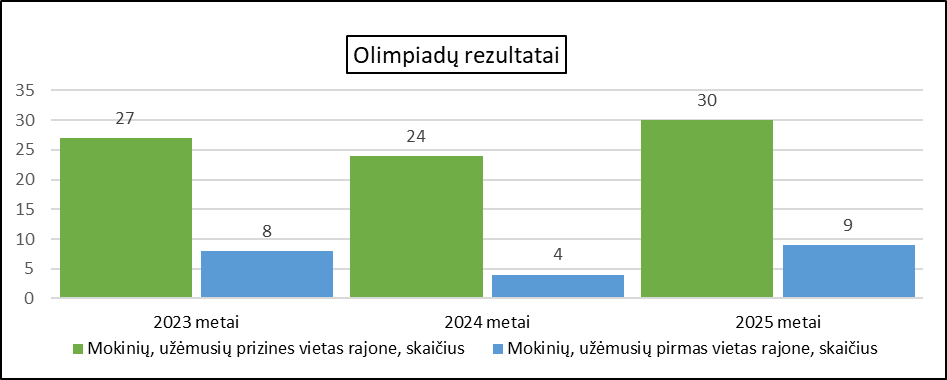 Olimpiadų rezultatai
35
30
25
20
15
10
5
0
27
8
24
4
30
9
2023 metai
2024 metai
2025 metai
Mokinių, užėmusių prizines vietas rajone, skaičius
Mokinių, užėmusių pirmas vietas rajone, skaičius